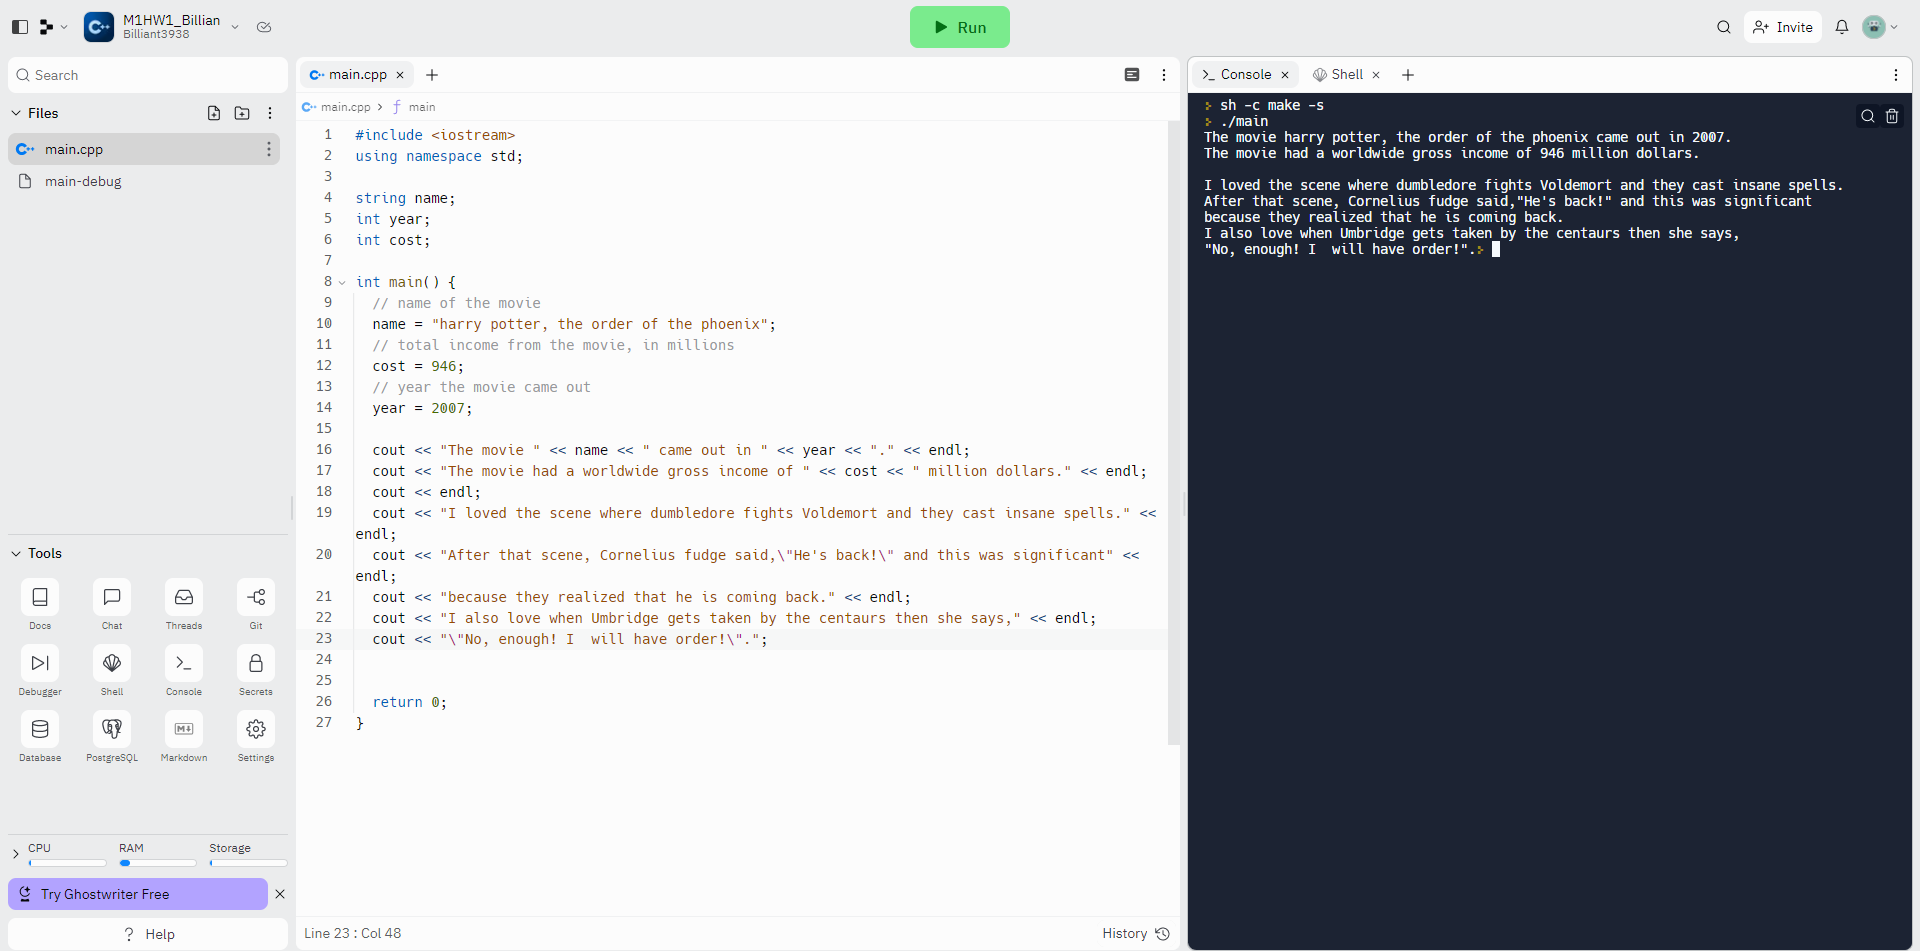 M1HW1_Billian
Billiant3938
Run
Invite
Search
Files
main.cpp
main-debug
Tools
Docs
Chat
Threads
Git
Debugger
Shell
Console
Secrets
Database
PostgreSQL
Markdown
Settings
CPU
RAM
Storage
Try Ghostwriter Free
? Help
main.cpp
main.cpp > ƒ main
1 #include <iostream>
2 using namespace std;
3
4 string name;
5 int year;
6 int cost;
7
8 int main() {
9 // name of the movie
10 name = "harry potter, the order of the phoenix";
11 // total income from the movie, in millions
12 cost = 946;
13 // year the movie came out
14 year = 2007;
15
16 cout << "The movie " << name << " came out in " << year << "." << endl;
17 cout << "The movie had a worldwide gross income of " << cost << " million dollars." << endl;
18 cout << endl;
19 cout << "I loved the scene where dumbledore fights Voldemort and they cast insane spells." <<
endl;
20 cout << "After that scene, Cornelius fudge said,\"He's back!\" and this was significant" <<
endl;
21 cout << "because they realized that he is coming back." << endl;
22 cout << "I also love when Umbridge gets taken by the centaurs then she says," << endl;
23 cout << "\"No, enough! I  will have order!\".";
24
25
26 return 0;
27 }
Line 23 : Col 48
History
Console
Shell
sh -c make -s
./main
The movie harry potter, the order of the phoenix came out in 2007.
The movie had a worldwide gross income of 946 million dollars.
I loved the scene where dumbledore fights Voldemort and they cast insane spells.
After that scene, Cornelius fudge said,"He's back!" and this was significant
because they realized that he is coming back.
I also love when Umbridge gets taken by the centaurs then she says,
"No, enough! I  will have order!".